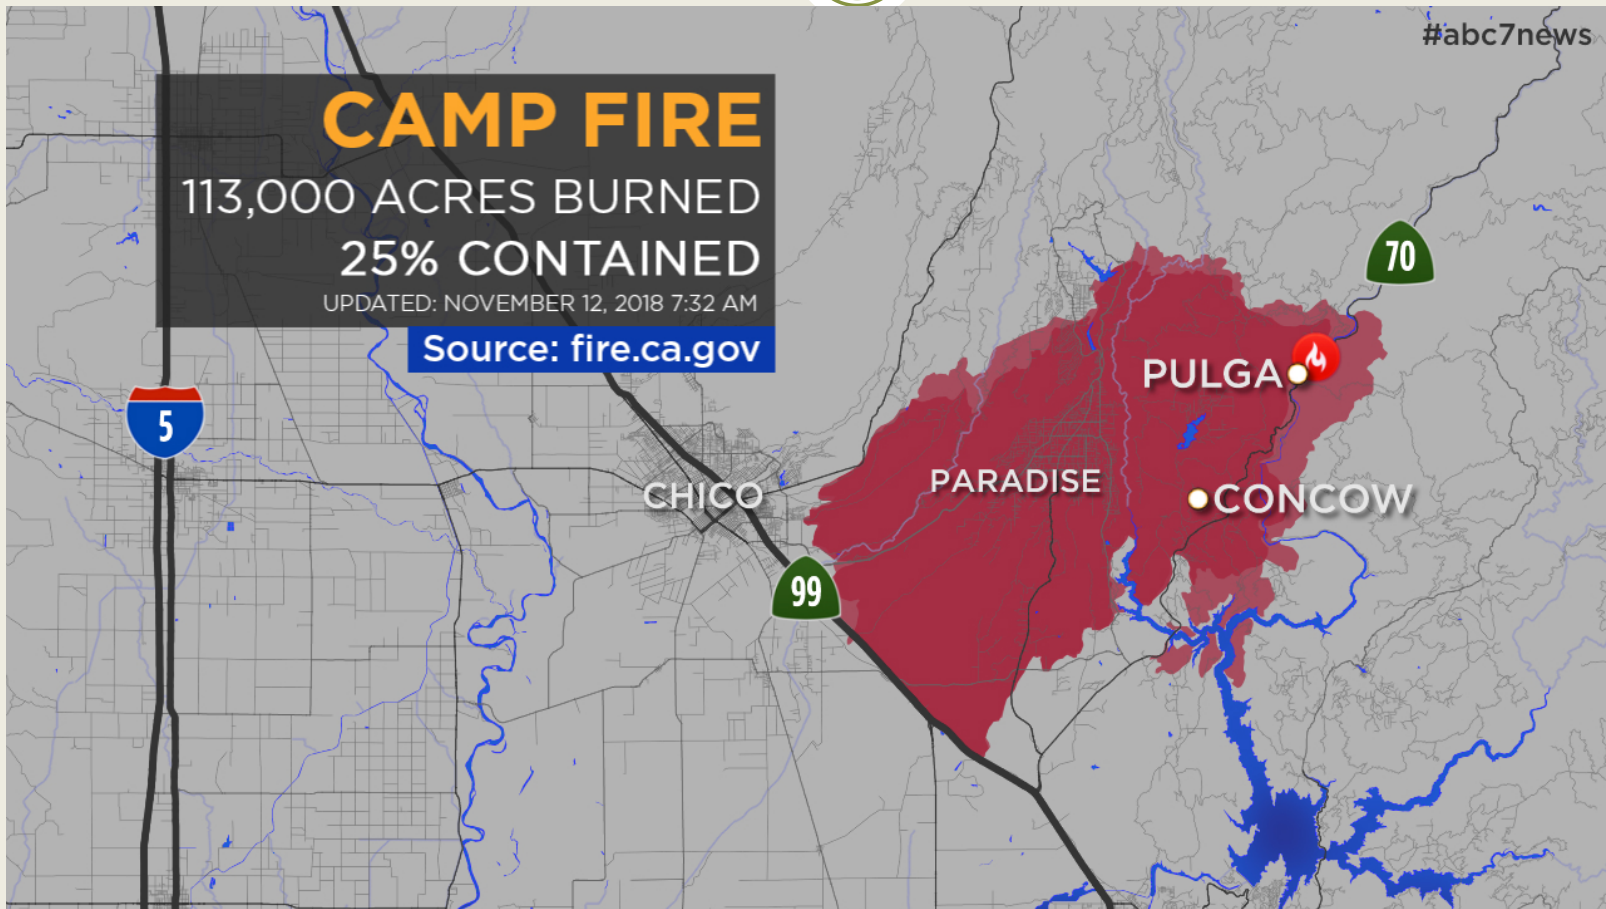 #abc7news
CAMP FIRE
113,000 ACRES BURNED
25% CONTAINED
UPDATED: NOVEMBER 12, 2018 7:32 AM
Source: fire.ca.gov
70
PULGA
5
PARADISE
CHICO
CONCOW
99